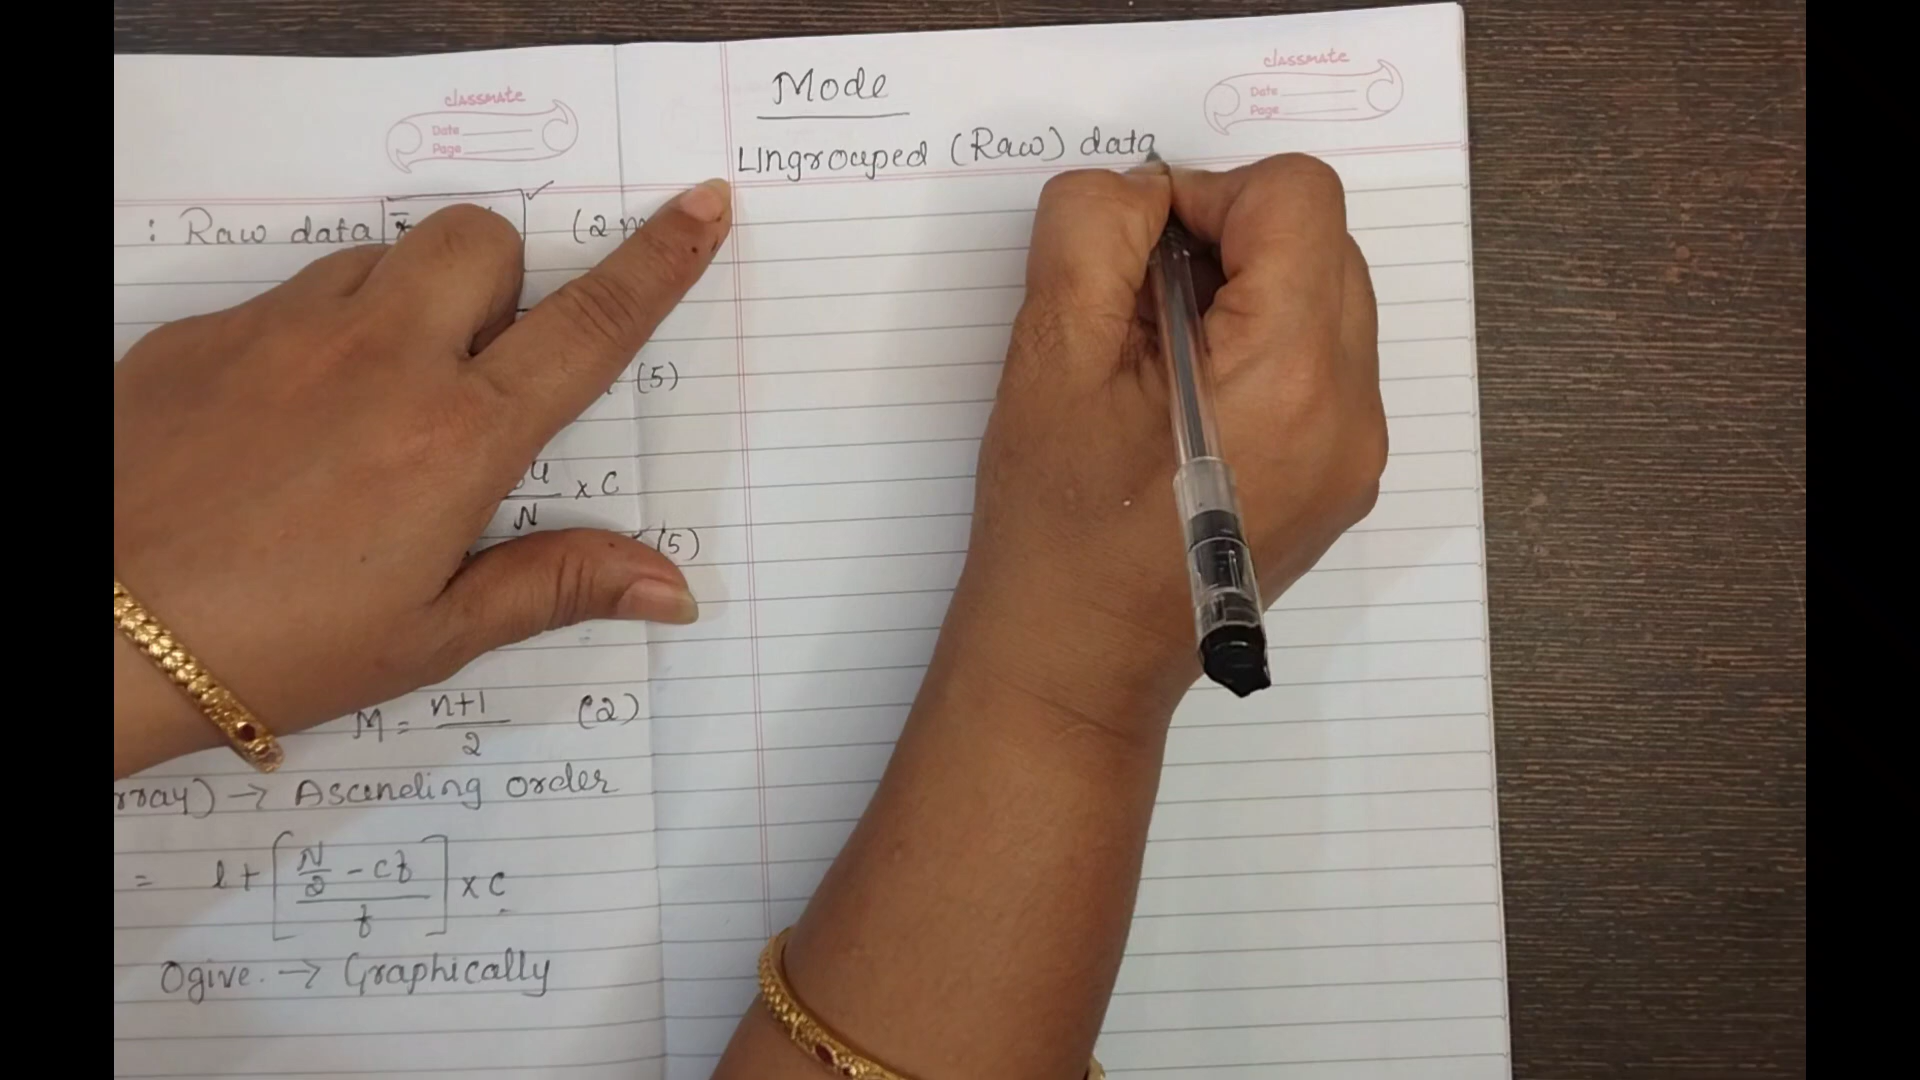 classmate
Date
Page
: Raw data x̄ (2
(5)
u
N × C
(5)
M = n+1/2 (2)
rray) → Ascending order
= l + [N/2 - cf / f] × C
Ogive. → Graphically
Mode
classmate
Date
Page
Ungrouped (Raw) data